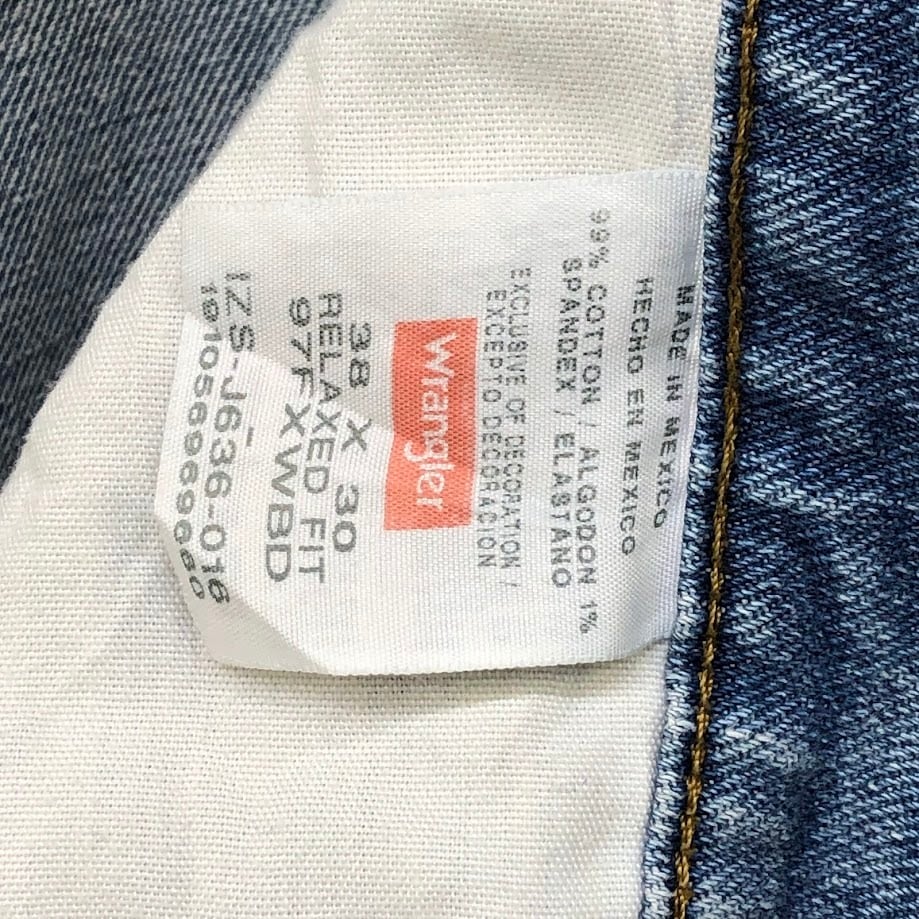 MADE IN MEXICO
HECHO EN MEXICO
99% COTTON / ALGODON 1%
SPANDEX / ELASTANO
EXCLUSIVE OF DECORATION /
EXCEPTO DECORACION
Wrangler
38 X 30
RELAXED FIT
97FXWBD
IZS-J636-016